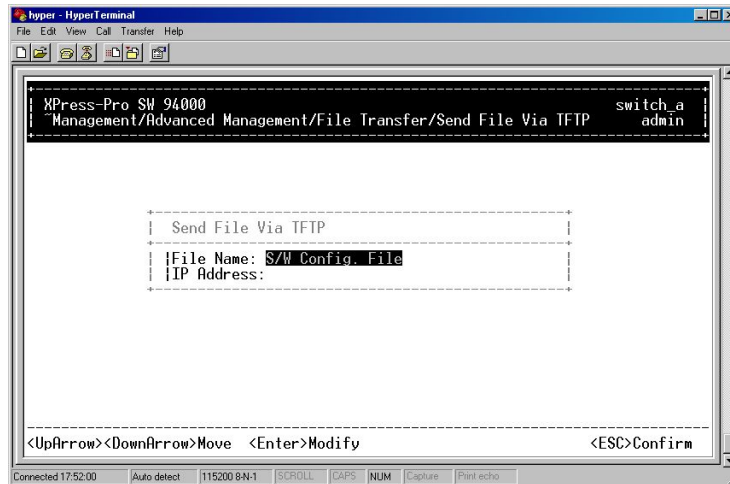 hyper - HyperTerminal
File Edit View Call Transfer Help
XPress-Pro SW 94000 switch_a
~Management/Advanced Management/File Transfer/Send File Via TFTP admin
Send File Via TFTP
File Name: S/W Config. File
IP Address:
<UpArrow><DownArrow>Move <Enter>Modify <ESC>Confirm
Connected 17:52:00 Auto detect 115200 8-N-1 SCROLL CAPS NUM Capture Print echo